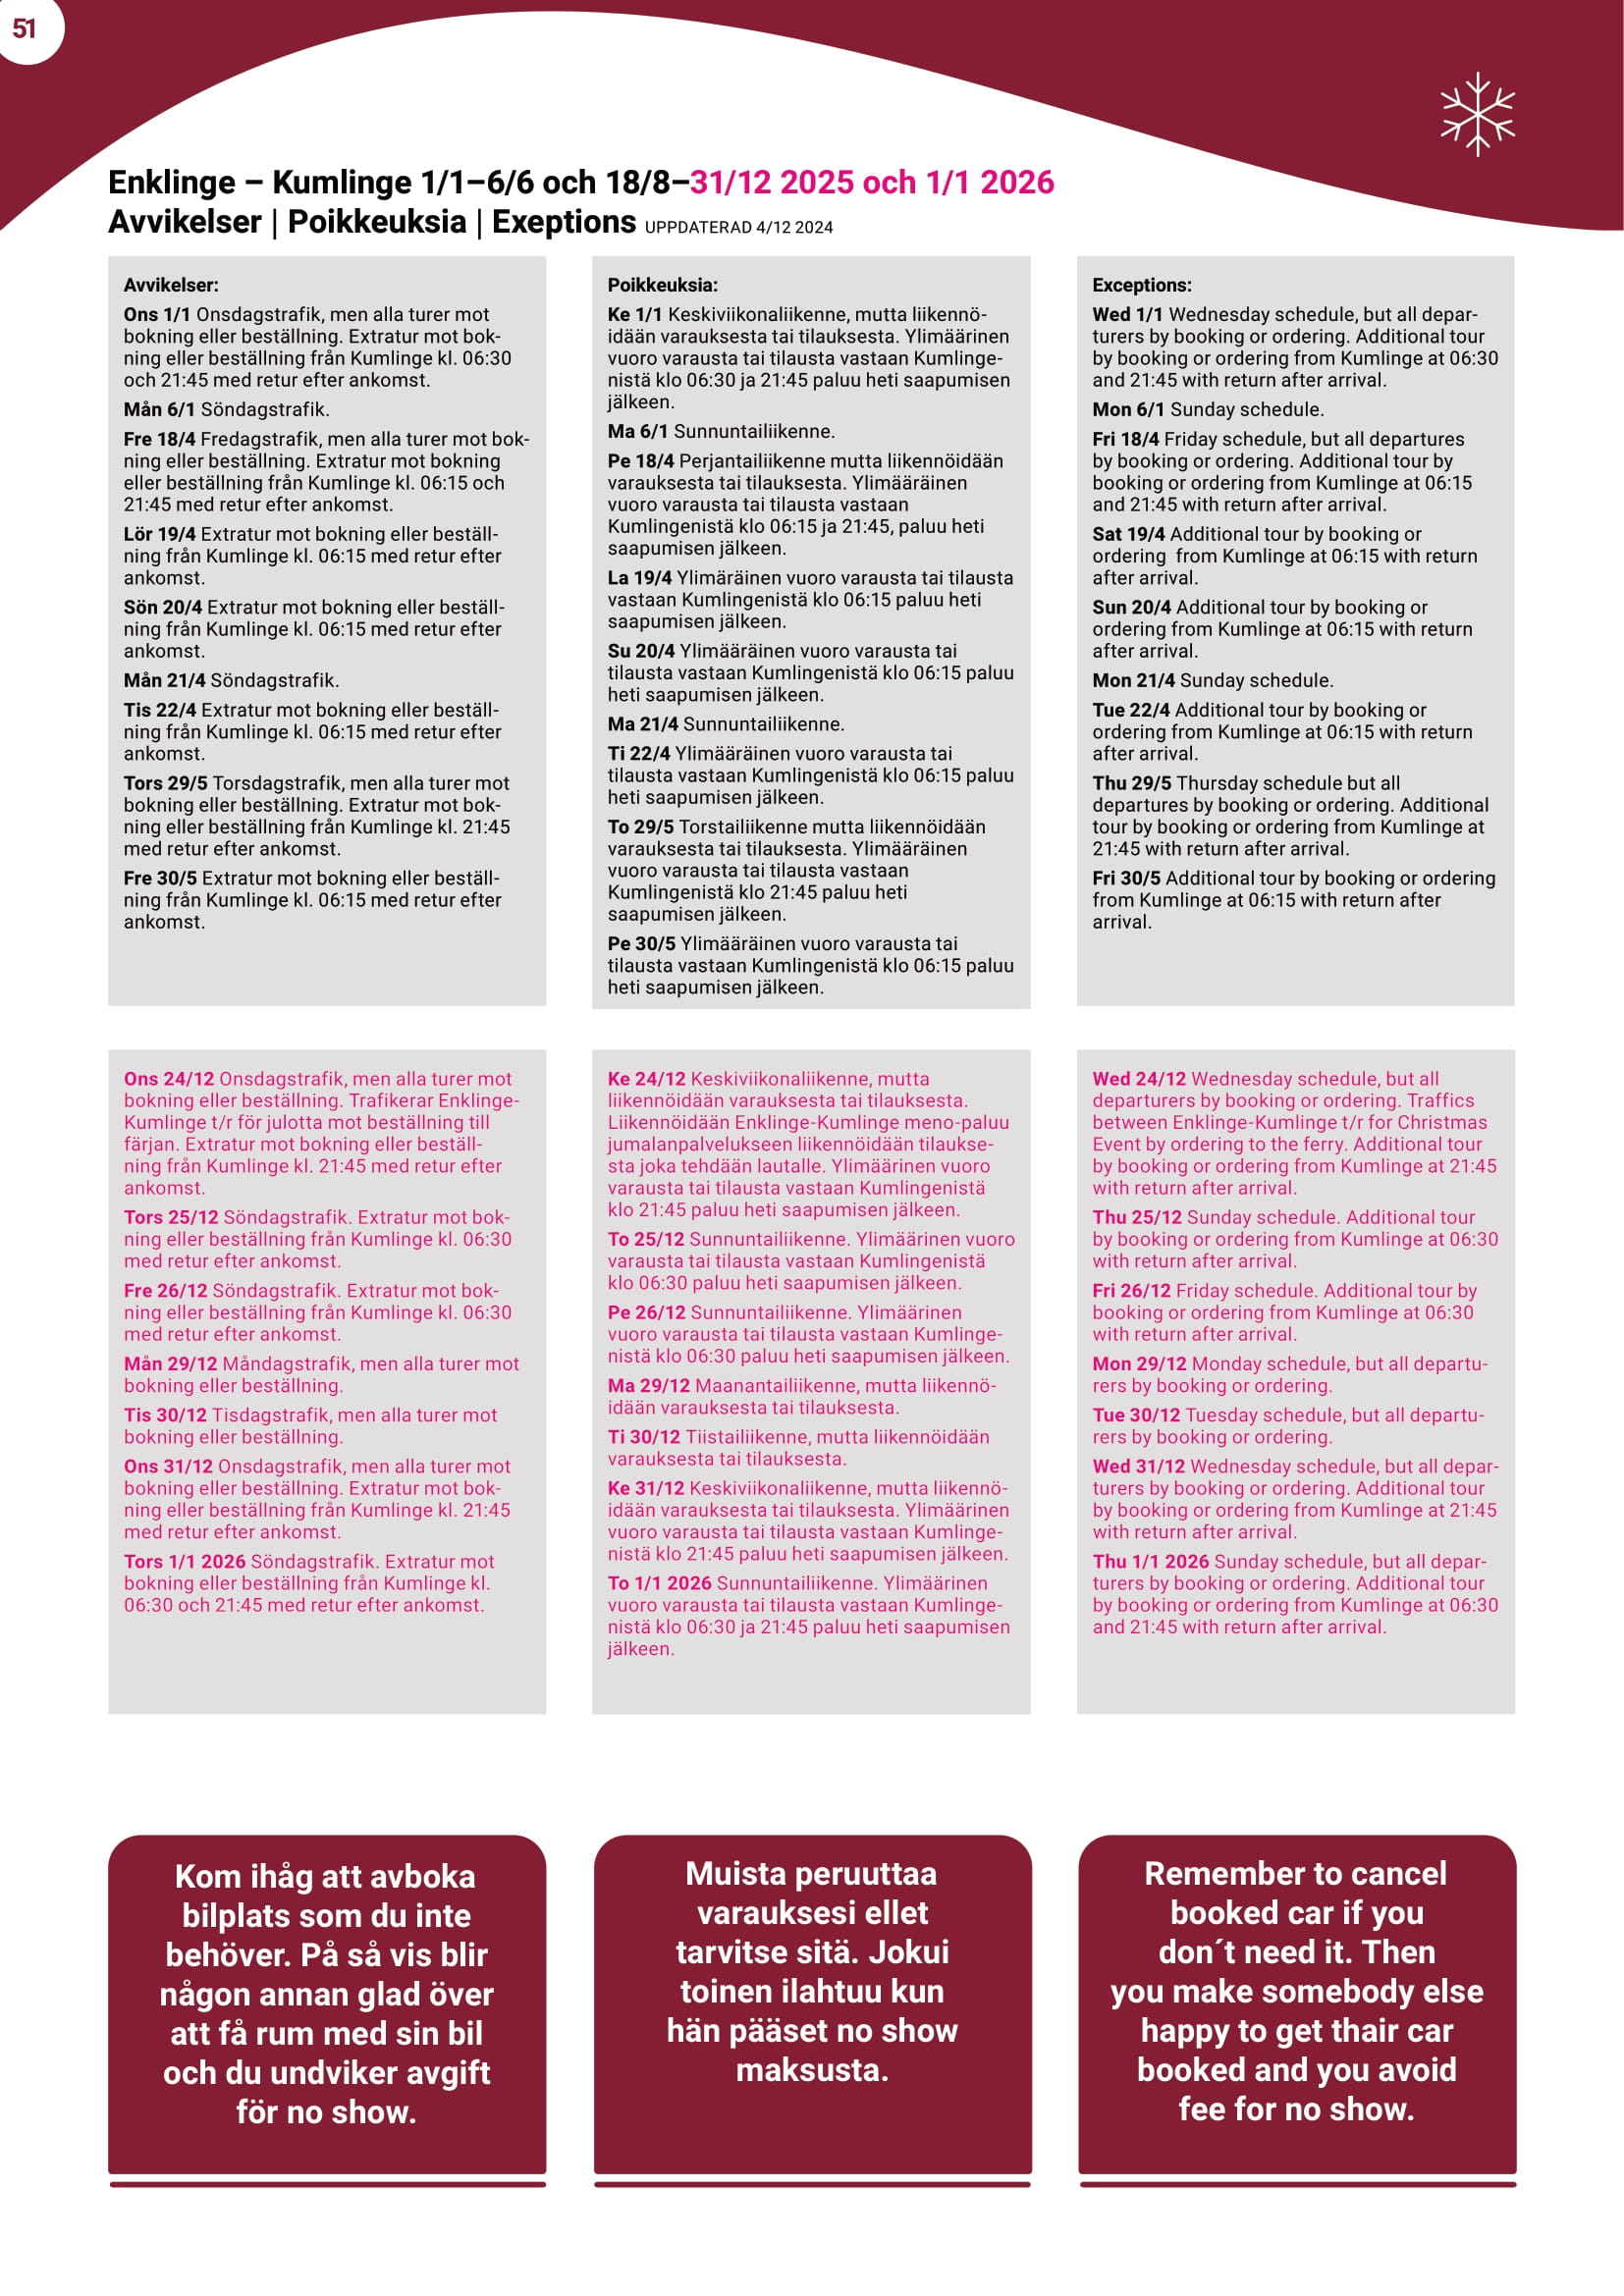 51
Enklinge – Kumlinge 1/1–6/6 och 18/8–31/12 2025 och 1/1 2026
Avvikelser | Poikkeuksia | Exeptions UPPDATERAD 4/12 2024
Avvikelser:
Ons 1/1 Onsdagstrafik, men alla turer mot
bokning eller beställning. Extratur mot bok-
ning eller beställning från Kumlinge kl. 06:30
och 21:45 med retur efter ankomst.
Mån 6/1 Söndagstrafik.
Fre 18/4 Fredagstrafik, men alla turer mot bok-
ning eller beställning. Extratur mot bokning
eller beställning från Kumlinge kl. 06:15 och
21:45 med retur efter ankomst.
Lör 19/4 Extratur mot bokning eller beställ-
ning från Kumlinge kl. 06:15 med retur efter
ankomst.
Sön 20/4 Extratur mot bokning eller beställ-
ning från Kumlinge kl. 06:15 med retur efter
ankomst.
Mån 21/4 Söndagstrafik.
Tis 22/4 Extratur mot bokning eller beställ-
ning från Kumlinge kl. 06:15 med retur efter
ankomst.
Tors 29/5 Torsdagstrafik, men alla turer mot
bokning eller beställning. Extratur mot bok-
ning eller beställning från Kumlinge kl. 21:45
med retur efter ankomst.
Fre 30/5 Extratur mot bokning eller beställ-
ning från Kumlinge kl. 06:15 med retur efter
ankomst.
Poikkeuksia:
Ke 1/1 Keskiviikonaliikenne, mutta liikennö-
idään varauksesta tai tilauksesta. Ylimäärinen
vuoro varausta tai tilausta vastaan Kumlinge-
nistä klo 06:30 ja 21:45 paluu heti saapumisen
jälkeen.
Ma 6/1 Sunnuntailiikenne.
Pe 18/4 Perjantailiikenne mutta liikennöidään
varauksesta tai tilauksesta. Ylimääräinen
vuoro varausta tai tilausta vastaan
Kumlingenistä klo 06:15 ja 21:45, paluu heti
saapumisen jälkeen.
La 19/4 Ylimäräinen vuoro varausta tai tilausta
vastaan Kumlingenistä klo 06:15 paluu heti
saapumisen jälkeen.
Su 20/4 Ylimääräinen vuoro varausta tai
tilausta vastaan Kumlingenistä klo 06:15 paluu
heti saapumisen jälkeen.
Ma 21/4 Sunnuntailiikenne.
Ti 22/4 Ylimääräinen vuoro varausta tai
tilausta vastaan Kumlingenistä klo 06:15 paluu
heti saapumisen jälkeen.
To 29/5 Torstailiikenne mutta liikennöidään
varauksesta tai tilauksesta. Ylimääräinen
vuoro varausta tai tilausta vastaan
Kumlingenistä klo 21:45 paluu heti
saapumisen jälkeen.
Pe 30/5 Ylimääräinen vuoro varausta tai
tilausta vastaan Kumlingenistä klo 06:15 paluu
heti saapumisen jälkeen.
Exceptions:
Wed 1/1 Wednesday schedule, but all depar-
turers by booking or ordering. Additional tour
by booking or ordering from Kumlinge at 06:30
and 21:45 with return after arrival.
Mon 6/1 Sunday schedule.
Fri 18/4 Friday schedule, but all departures
by booking or ordering. Additional tour by
booking or ordering from Kumlinge at 06:15
and 21:45 with return after arrival.
Sat 19/4 Additional tour by booking or
ordering from Kumlinge at 06:15 with return
after arrival.
Sun 20/4 Additional tour by booking or
ordering from Kumlinge at 06:15 with return
after arrival.
Mon 21/4 Sunday schedule.
Tue 22/4 Additional tour by booking or
ordering from Kumlinge at 06:15 with return
after arrival.
Thu 29/5 Thursday schedule but all
departures by booking or ordering. Additional
tour by booking or ordering from Kumlinge at
21:45 with return after arrival.
Fri 30/5 Additional tour by booking or ordering
from Kumlinge at 06:15 with return after
arrival.
Ons 24/12 Onsdagstrafik, men alla turer mot
bokning eller beställning. Trafikerar Enklinge-
Kumlinge t/r för julotta mot beställning till
färjan. Extratur mot bokning eller beställ-
ning från Kumlinge kl. 21:45 med retur efter
ankomst.
Tors 25/12 Söndagstrafik. Extratur mot bok-
ning eller beställning från Kumlinge kl. 06:30
med retur efter ankomst.
Fre 26/12 Söndagstrafik. Extratur mot bok-
ning eller beställning från Kumlinge kl. 06:30
med retur efter ankomst.
Mån 29/12 Måndagstrafik, men alla turer mot
bokning eller beställning.
Tis 30/12 Tisdagstrafik, men alla turer mot
bokning eller beställning.
Ons 31/12 Onsdagstrafik, men alla turer mot
bokning eller beställning. Extratur mot bok-
ning eller beställning från Kumlinge kl. 21:45
med retur efter ankomst.
Tors 1/1 2026 Söndagstrafik. Extratur mot
bokning eller beställning från Kumlinge kl.
06:30 och 21:45 med retur efter ankomst.
Ke 24/12 Keskiviikonaliikenne, mutta
liikennöidään varauksesta tai tilauksesta.
Liikennöidään Enklinge-Kumlinge meno-paluu
jumalanpalvelukseen liikennöidään tilaukse-
sta joka tehdään lautalle. Ylimäärinen vuoro
varausta tai tilausta vastaan Kumlingenistä
klo 21:45 paluu heti saapumisen jälkeen.
To 25/12 Sunnuntailiikenne. Ylimäärinen vuoro
varausta tai tilausta vastaan Kumlingenistä
klo 06:30 paluu heti saapumisen jälkeen.
Pe 26/12 Sunnuntailiikenne. Ylimäärinen
vuoro varausta tai tilausta vastaan Kumlinge-
nistä klo 06:30 paluu heti saapumisen jälkeen.
Ma 29/12 Maanantailiikenne, mutta liikennö-
idään varauksesta tai tilauksesta.
Ti 30/12 Tiistailiikenne, mutta liikennöidään
varauksesta tai tilauksesta.
Ke 31/12 Keskiviikonaliikenne, mutta liikennö-
idään varauksesta tai tilauksesta. Ylimäärinen
vuoro varausta tai tilausta vastaan Kumlinge-
nistä klo 21:45 paluu heti saapumisen jälkeen.
To 1/1 2026 Sunnuntailiikenne. Ylimäärinen
vuoro varausta tai tilausta vastaan Kumlinge-
nistä klo 06:30 ja 21:45 paluu heti saapumisen
jälkeen.
Wed 24/12 Wednesday schedule, but all
departurers by booking or ordering. Traffics
between Enklinge-Kumlinge t/r for Christmas
Event by ordering to the ferry. Additional tour
by booking or ordering from Kumlinge at 21:45
with return after arrival.
Thu 25/12 Sunday schedule. Additional tour
by booking or ordering from Kumlinge at 06:30
with return after arrival.
Fri 26/12 Friday schedule. Additional tour by
booking or ordering from Kumlinge at 06:30
with return after arrival.
Mon 29/12 Monday schedule, but all departu-
rers by booking or ordering.
Tue 30/12 Tuesday schedule, but all departu-
rers by booking or ordering.
Wed 31/12 Wednesday schedule, but all depar-
turers by booking or ordering. Additional tour
by booking or ordering from Kumlinge at 21:45
with return after arrival.
Thu 1/1 2026 Sunday schedule, but all depar-
turers by booking or ordering. Additional tour
by booking or ordering from Kumlinge at 06:30
and 21:45 with return after arrival.
Kom ihåg att avboka
bilplats som du inte
behöver. På så vis blir
någon annan glad över
att få rum med sin bil
och du undviker avgift
för no show.
Muista peruuttaa
varauksesi ellet
tarvitse sitä. Jokui
toinen ilahtuu kun
hän pääset no show
maksusta.
Remember to cancel
booked car if you
don´t need it. Then
you make somebody else
happy to get thair car
booked and you avoid
fee for no show.